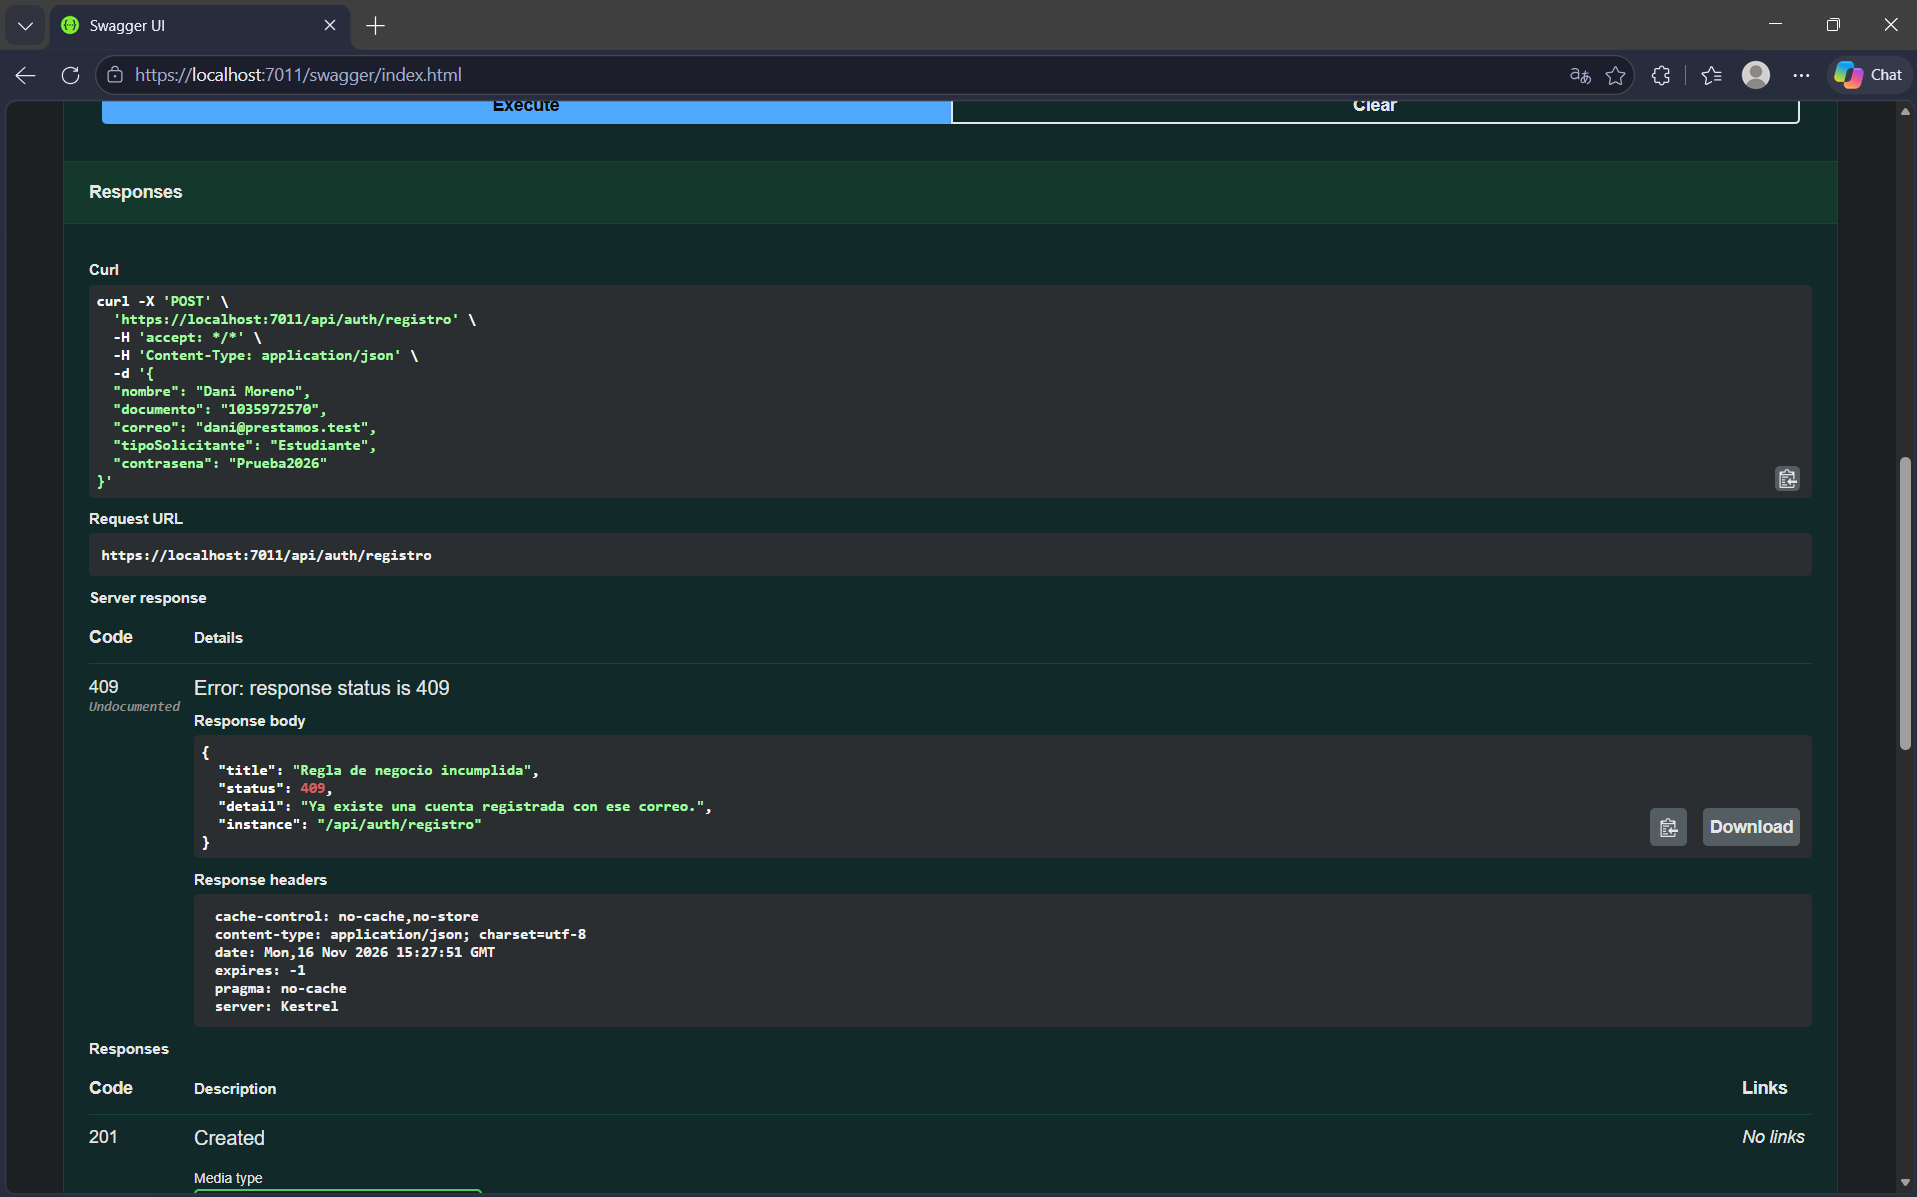 Swagger UI
https://localhost:7011/swagger/index.html
Chat
Execute
Clear
Responses
Curl
curl -X 'POST' \
'https://localhost:7011/api/auth/registro' \
-H 'accept: */*' \
-H 'Content-Type: application/json' \
-d '{
"nombre": "Dani Moreno",
"documento": "1035972570",
"correo": "dani@prestamos.test",
"tipoSolicitante": "Estudiante",
"contrasena": "Prueba2026"
}'
Request URL
https://localhost:7011/api/auth/registro
Server response
Code Details
409 Error: response status is 409
Undocumented
Response body
{
"title": "Regla de negocio incumplida",
"status": 409,
"detail": "Ya existe una cuenta registrada con ese correo.",
"instance": "/api/auth/registro"
}
Download
Response headers
cache-control: no-cache,no-store
content-type: application/json; charset=utf-8
date: Mon,16 Nov 2026 15:27:51 GMT
expires: -1
pragma: no-cache
server: Kestrel
Responses
Code Description Links
201 Created No links
Media type